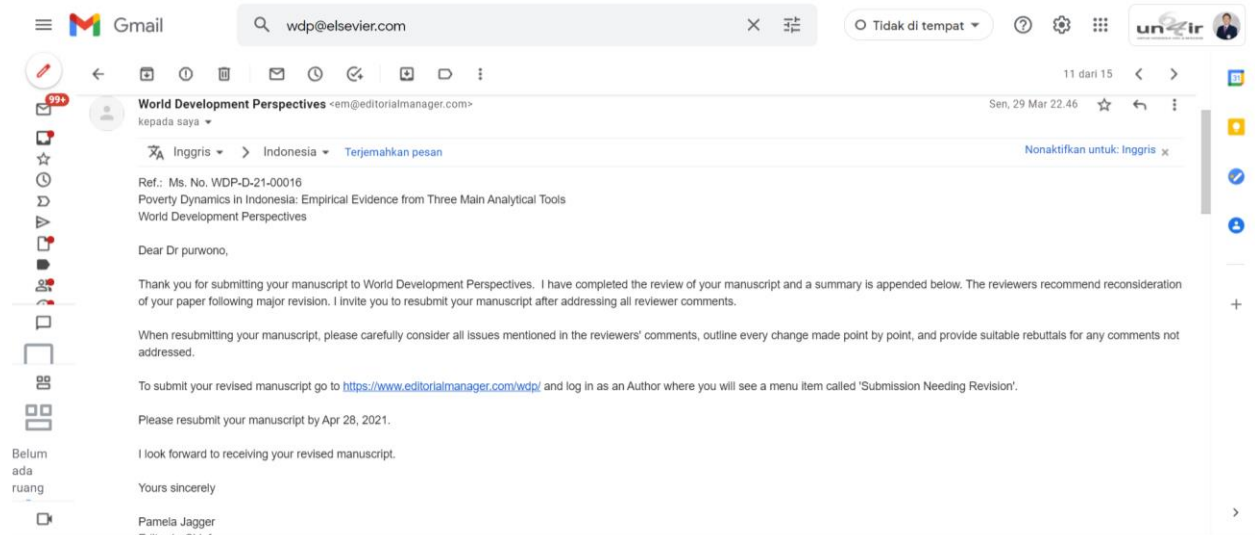 Gmail
wdp@elsevier.com
Tidak di tempat
11 dari 15
99+
World Development Perspectives <em@editorialmanager.com>
Sen, 29 Mar 22.46
kepada saya
Inggris > Indonesia Terjemahkan pesan
Nonaktifkan untuk: Inggris x
31
Ref.: Ms. No. WDP-D-21-00016
Poverty Dynamics in Indonesia: Empirical Evidence from Three Main Analytical Tools
World Development Perspectives
Dear Dr purwono,
Thank you for submitting your manuscript to World Development Perspectives. I have completed the review of your manuscript and a summary is appended below. The reviewers recommend reconsideration
of your paper following major revision. I invite you to resubmit your manuscript after addressing all reviewer comments.
When resubmitting your manuscript, please carefully consider all issues mentioned in the reviewers' comments, outline every change made point by point, and provide suitable rebuttals for any comments not
addressed.
To submit your revised manuscript go to https://www.editorialmanager.com/wdp/ and log in as an Author where you will see a menu item called 'Submission Needing Revision'.
Please resubmit your manuscript by Apr 28, 2021.
I look forward to receiving your revised manuscript.
Yours sincerely
Pamela Jagger
Belum
ada
ruang